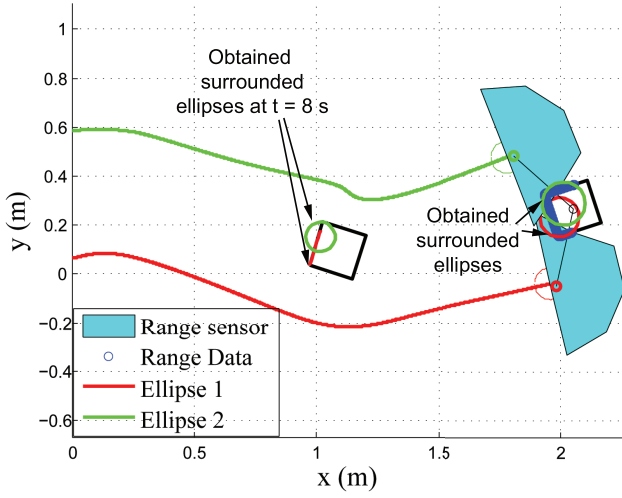 Obtained
surrounded
ellipses at t = 8 s
Obtained
surrounded
ellipses
y (m)
1
0.8
0.6
0.4
0.2
0
−0.2
−0.4
−0.6
Range sensor
Range Data
Ellipse 1
Ellipse 2
0
0.5
1
1.5
2
x (m)